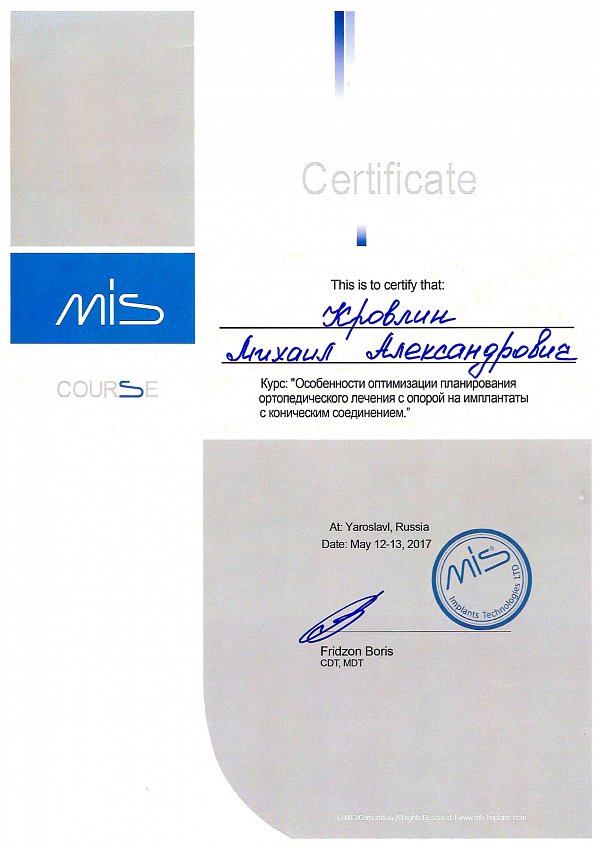 Certificate
This is to certify that:
Кровлин
Михаил Александрович
mis
COURSE
Курс: "Особенности оптимизации планирования
ортопедического лечения с опорой на имплантаты
с коническим соединением."
At: Yaroslavl, Russia
Date: May 12-13, 2017
mis®
Implants Technologies LTD
Fridzon Boris
CDT, MDT
© MIS Corporation. All Rights Reserved. | www.mis-implants.com